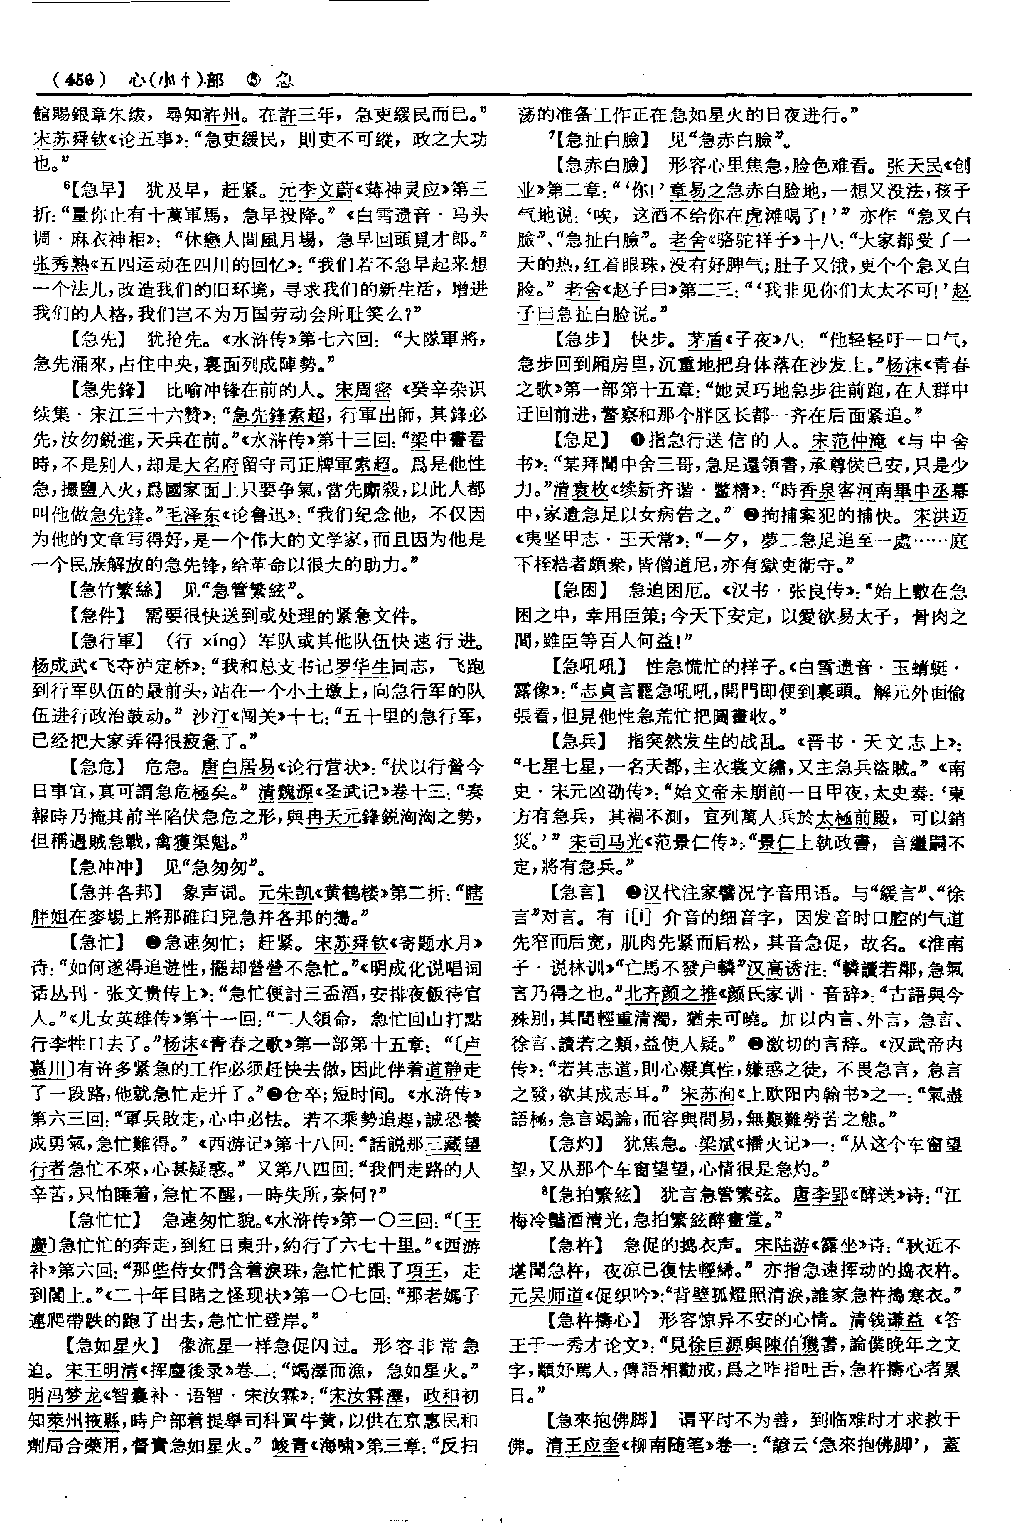 （456） 心(小忄)部 ⑤ 急
館賜銀章朱绂，尋知許州。在許三年，急吏缓民而已。”
宋苏舜钦《论五事》：“急吏緩民，則吏不可縱，政之大功
也。”
⁶【急早】 犹及早，赶紧。元李文蔚《蒋神灵应》第三
折：“量你止有十萬軍馬，急早投降。”《白雪遗音·马头
调·麻衣神相》：“休戀人間風月場，急早回頭覓才郎。”
张秀熟《五四运动在四川的回忆》：“我们若不急早起来想
一个法儿，改造我们的旧环境，寻求我们的新生活，增进
我们的人格，我们岂不为万国劳动会所耻笑么？”
【急先】 犹抢先。《水浒传》第七六回：“大隊軍將，
急先涌來，占住中央，裏面列成陣勢。”
【急先鋒】 比喻冲锋在前的人。宋周密《癸辛杂识
续集·宋江三十六赞》：“急先鋒索超，行軍出師，其鋒必
先，汝勿鋭進，天兵在前。”《水浒传》第十三回：“梁中書看
時，不是别人，却是大名府留守司正牌軍索超。爲是他性
急，撮鹽入火，爲國家面上只要争氣，當先厮殺，以此人都
叫他做急先鋒。”毛泽东《论鲁迅》：“我们纪念他，不仅因
为他的文章写得好，是一个伟大的文学家，而且因为他是
一个民族解放的急先锋，给革命以很大的助力。”
【急竹繁絲】 见“急管繁絃”。
【急件】 需要很快送到或处理的紧急文件。
【急行軍】 （行 xíng）军队或其他队伍快速行进。
杨成武《飞夺泸定桥》：“我和总支书记罗华生同志，飞跑
到行军队伍的最前头，站在一个小土墩上，向急行军的队
伍进行政治鼓动。”沙汀《闯关》十七：“五十里的急行军，
已经把大家弄得很疲惫了。”
【急危】 危急。唐白居易《论行营状》：“伏以行營今
日事宜，真可謂急危極矣。”清魏源《圣武记》卷十三：“奏
報時乃掩其前半陷伏急危之形，與冉天元鋒鋭洶洶之勢，
但稱遇賊急戰，禽獲渠魁。”
【急冲冲】 见“急匆匆”。
【急并各邦】 象声词。元朱凯《黄鹤楼》第二折：“瞎
胖姐在麥場上將那碓臼兒急并各邦的搗。”
【急忙】 ❶急速匆忙；赶紧。宋苏舜钦《寄题水月》
诗：“如何遂得追遊性，擺却營營不急忙。”《明成化说唱词
话丛刊·张文贵传上》：“急忙便討三盃酒，安排夜飯待官
人。”《儿女英雄传》第十一回：“二人領命，急忙回山打點
行李牲口去了。”杨沫《青春之歌》第一部第十五章：“〔卢
嘉川〕有许多紧急的工作必须赶快去做，因此伴着道静走
了一段路，他就急忙走开了。”❷仓卒；短时间。《水浒传》
第六三回：“軍兵敗走，心中必怯。若不乘勢追趕，誠恐養
成勇氣，急忙難得。”《西游记》第十八回：“話説那三藏望
行者急忙不來，心甚疑惑。”又第八四回：“我們走路的人
辛苦，只怕睡着，急忙不醒，一時失所，奈何？”
【急忙忙】 急速匆忙貌。《水浒传》第一〇三回：“〔王
慶〕急忙忙的奔走，到紅日東升，約行了六七十里。”《西游
补》第六回：“那些侍女們含着淚珠，急忙忙跟了項王，走
到閣上。”《二十年目睹之怪现状》第一〇七回：“那老媽子
連爬帶跌的跑了出去，急忙忙登岸。”
【急如星火】 像流星一样急促闪过。形容非常急
迫。宋王明清《挥麈後录》卷二：“竭澤而漁，急如星火。”
明冯梦龙《智囊补·语智·宋汝霖》：“宋汝霖澤，政和初
知萊州掖縣，時户部着提舉司科買牛黄，以供在京惠民和
劑局合藥用，督責急如星火。”峻青《海啸》第三章：“反扫
荡的准备工作正在急如星火的日夜进行。”
⁷【急扯白臉】 见“急赤白臉”。
【急赤白臉】 形容心里焦急，脸色难看。张天民《创
业》第二章：“‘你！’章易之急赤白脸地，一想又没法，孩子
气地说：‘唉，这酒不给你在虎滩喝了！’”亦作“急叉白
臉”、“急扯白臉”。老舍《骆驼祥子》十八：“大家都受了一
天的热，红着眼珠，没有好脾气；肚子又饿，更个个急叉白
脸。”老舍《赵子曰》第二三：“‘我非见你们太太不可！’赵
子曰急扯白脸说。”
【急步】 快步。茅盾《子夜》八：“他轻轻吁一口气，
急步回到厢房里，沉重地把身体落在沙发上。”杨沫《青春
之歌》第一部第十五章：“她灵巧地急步往前跑，在人群中
迂回前进，警察和那个胖区长都一齐在后面紧追。”
【急足】 ❶指急行送信的人。宋范仲淹《与中舍
书》：“某拜聞中舍三哥，急足還領書，承尊候已安，只是少
力。”清袁枚《续新齐谐·鳖精》：“時香泉客河南畢中丞幕
中，家遣急足以女病告之。”❷拘捕案犯的捕快。宋洪迈
《夷坚甲志·王天常》：“一夕，夢二急足追至一處……庭
下桎梏者頗衆，皆僧道尼，亦有獄吏衛守。”
【急困】 急迫困厄。《汉书·张良传》：“始上數在急
困之中，幸用臣策；今天下安定，以愛欲易太子，骨肉之
間，雖臣等百人何益！”
【急吼吼】 性急慌忙的样子。《白雪遗音·玉蜻蜓·
露像》：“志貞言罷急吼吼，開門即便到裏頭。解元外面偷
張看，但見他性急荒忙把圖畫收。”
【急兵】 指突然发生的战乱。《晋书·天文志上》：
“七星七星，一名天都，主衣裳文繡，又主急兵盜賊。”《南
史·宋元凶劭传》：“始文帝未崩前一日甲夜，太史奏：‘東
方有急兵，其禍不測，宜列萬人兵於太極前殿，可以銷
災。’”宋司马光《范景仁传》：“景仁上執政書，言繼嗣不
定，將有急兵。”
【急言】 ❶汉代注家譬况字音用语。与“緩言”、“徐
言”对言。有 i[i] 介音的细音字，因发音时口腔的气道
先窄而后宽，肌肉先紧而后松，其音急促，故名。《淮南
子·说林训》“亡馬不發户轔”汉高诱注：“轔讀若鄰，急氣
言乃得之也。”北齐颜之推《颜氏家训·音辞》：“古語與今
殊别，其間輕重清濁，猶未可曉。加以内言、外言，急言、
徐言、讀若之類，益使人疑。”❷激切的言辞。《汉武帝内
传》：“若其志道，則心凝真性，嫌惑之徒，不畏急言，急言
之發，欲其成志耳。”宋苏洵《上欧阳内翰书》之一：“氣盡
語極，急言竭論，而容與閒易，無艱難勞苦之態。”
【急灼】 犹焦急。梁斌《播火记》一：“从这个车窗望
望，又从那个车窗望望，心情很是急灼。”
⁸【急拍繁絃】 犹言急管繁弦。唐李郢《醉送》诗：“江
梅冷艷酒清光，急拍繁絃醉畫堂。”
【急杵】 急促的捣衣声。宋陆游《露坐》诗：“秋近不
堪聞急杵，夜凉已復怯輕絺。”亦指急速挥动的捣衣杵。
元吴师道《促织吟》：“背壁孤燈照清淚，誰家急杵搗寒衣。”
【急杵擣心】 形容惊异不安的心情。清钱谦益《答
王于一秀才论文》：“見徐巨源與陳伯璣書，論僕晚年之文
字，顒妤罵人，傳語相勸戒，爲之咋指吐舌，急杵擣心者累
日。”
【急來抱佛脚】 谓平时不为善，到临难时才求救于
佛。清王应奎《柳南随笔》卷一：“諺云‘急來抱佛脚’，蓋